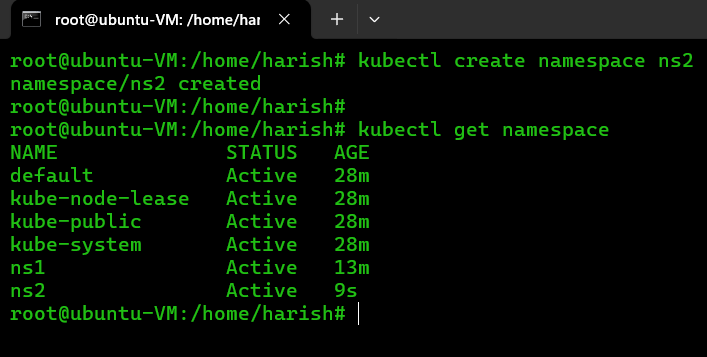 root@ubuntu-VM: /home/har
root@ubuntu-VM:/home/harish# kubectl create namespace ns2
namespace/ns2 created
root@ubuntu-VM:/home/harish#
root@ubuntu-VM:/home/harish# kubectl get namespace
NAME STATUS AGE
default Active 28m
kube-node-lease Active 28m
kube-public Active 28m
kube-system Active 28m
ns1 Active 13m
ns2 Active 9s
root@ubuntu-VM:/home/harish#